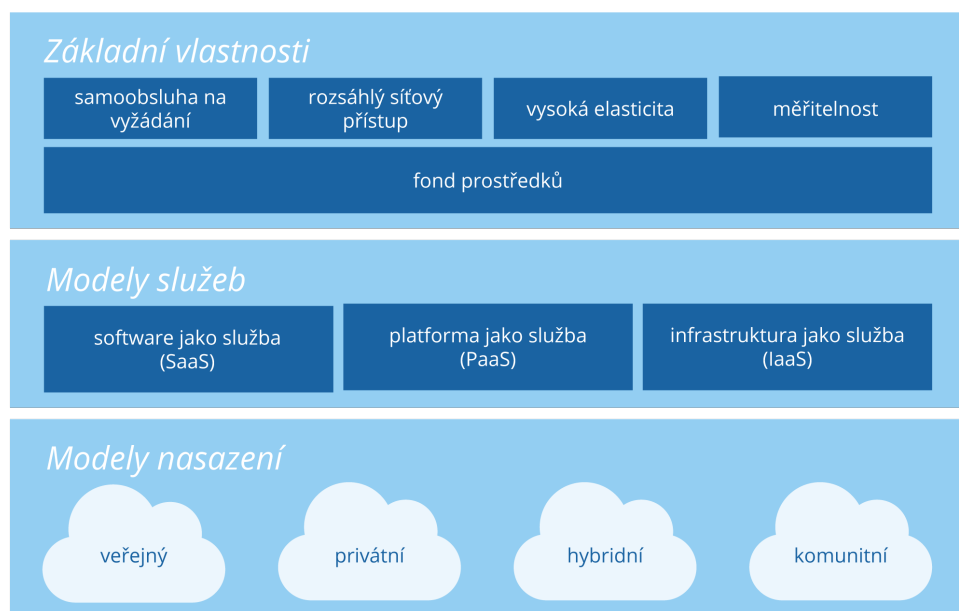 Základní vlastnosti
samoobsluha na
vyžádání
rozsáhlý síťový
přístup
vysoká elasticita
měřitelnost
fond prostředků
Modely služeb
software jako služba
(SaaS)
platforma jako služba
(PaaS)
infrastruktura jako služba
(IaaS)
Modely nasazení
veřejný
privátní
hybridní
komunitní